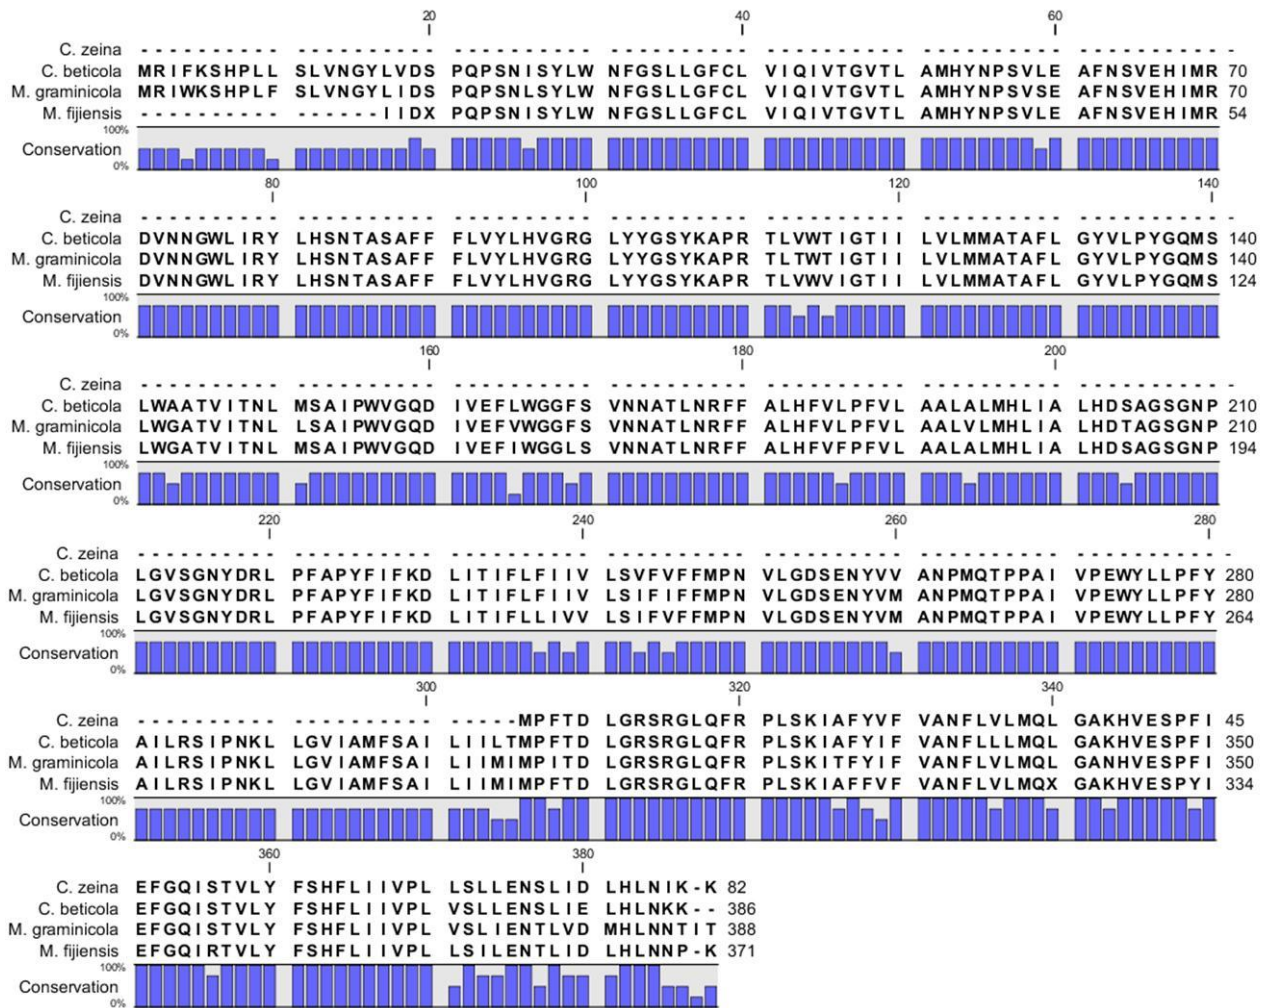 20 40 60
C. zeina - - - - - - - - - - - - - - - - - - - - - - - - - - - - - - - - - - - - - - - - - - - - - - - - - - - - - - - - - - - - - - - - - - - - - - -
C. beticola MRIFKSHPLL SLVNGYLVDS PQPSNISYLW NFGSLLGFCL VIQIVTGVTL AMHYNPSVLE AFNSVEHIMR 70
M. graminicola MRIWKSHPLF SLVNGYLIDS PQPSNLSYLW NFGSLLGFCL VIQIVTGVTL AMHYNPSVSE AFNSVEHIMR 70
M. fijiensis - - - - - - - - - - - - - - - - IIDX PQPSNISYLW NFGSLLGFCL VIQIVTGVTL AMHYNPSVLE AFNSVEHIMR 54
100%
Conservation
0%
80 100 120 140
C. zeina - - - - - - - - - - - - - - - - - - - - - - - - - - - - - - - - - - - - - - - - - - - - - - - - - - - - - - - - - - - - - - - - - - - - - - -
C. beticola DVNNGWLIRY LHSNTASAFF FLVYLHVGRG LYYGSYKAPR TLVWTIGTII LVLMMATAFL GYVLPYGQMS 140
M. graminicola DVNNGWLIRY LHSNTASAFF FLVYLHVGRG LYYGSYKAPR TLTWTIGTII LVLMMATAFL GYVLPYGQMS 140
M. fijiensis DVNNGWLIRY LHSNTASAFF FLVYLHVGRG LYYGSYKAPR TLVWVIGTII LVLMMATAFL GYVLPYGQMS 124
100%
Conservation
0%
160 180 200
C. zeina - - - - - - - - - - - - - - - - - - - - - - - - - - - - - - - - - - - - - - - - - - - - - - - - - - - - - - - - - - - - - - - - - - - - - - -
C. beticola LWAATVITNL MSAIPWVGQD IVEFLWGGFS VNNATLNRFF ALHFVLPFVL AALALMHLIA LHDSAGSGNP 210
M. graminicola LWGATVITNL LSAIPWVGQD IVEFVWGGFS VNNATLNRFF ALHFVLPFVL AALVLMHLIA LHDTAGSGNP 210
M. fijiensis LWGATVITNL MSAIPWVGQD IVEFIWGGLS VNNATLNRFF ALHFVFPFVL AALALMHLIA LHDSAGSGNP 194
100%
Conservation
0%
220 240 260 280
C. zeina - - - - - - - - - - - - - - - - - - - - - - - - - - - - - - - - - - - - - - - - - - - - - - - - - - - - - - - - - - - - - - - - - - - - - - -
C. beticola LGVSGNYDRL PFAPYFIFKD LITIFLFIIV LSVFVFFMPN VLGDSENYVV ANPMQTPPAI VPEWYLLPFY 280
M. graminicola LGVSGNYDRL PFAPYFIFKD LITIFLFIIV LSIFIFFMPN VLGDSENYVM ANPMQTPPAI VPEWYLLPFY 280
M. fijiensis LGVSGNYDRL PFAPYFIFKD LITIFLLIVV LSIFVFFMPN VLGDSENYVM ANPMQTPPAI VPEWYLLPFY 264
100%
Conservation
0%
300 320 340
C. zeina - - - - - - - - - - - - - - - - - - - - - - - - - MPFTD LGRSRGLQFR PLSKIAFYVF VANFLVLMQL GAKHVESPFI 45
C. beticola AILRSIPNKL LGVIAMFSAI LIILTMPFTD LGRSRGLQFR PLSKIAFYIF VANFLLLMQL GAKHVESPFI 350
M. graminicola AILRSIPNKL LGVIAMFSAI LIIMIMPITD LGRSRGLQFR PLSKITFYIF VANFLVLMQL GANHVESPFI 350
M. fijiensis AILRSIPNKL LGVIAMFSAI LIIMIMPFTD LGRSRGLQFR PLSKIAFFVF VANFLVLMQX GAKHVESPYI 334
100%
Conservation
0%
360 380
C. zeina EFGQISTVLY FSHFLIIVPL LSLLENSLID LHLNIK-K 82
C. beticola EFGQISTVLY FSHFLIIVPL VSLLENSLIE LHLNKK-- 386
M. graminicola EFGQISTVLY FSHFLIIVPL VSLIENTLVD MHLNNTIT 388
M. fijiensis EFGQIRTVLY FSHFLIIVPL LSILENTLID LHLNNP-K 371
100%
Conservation
0%